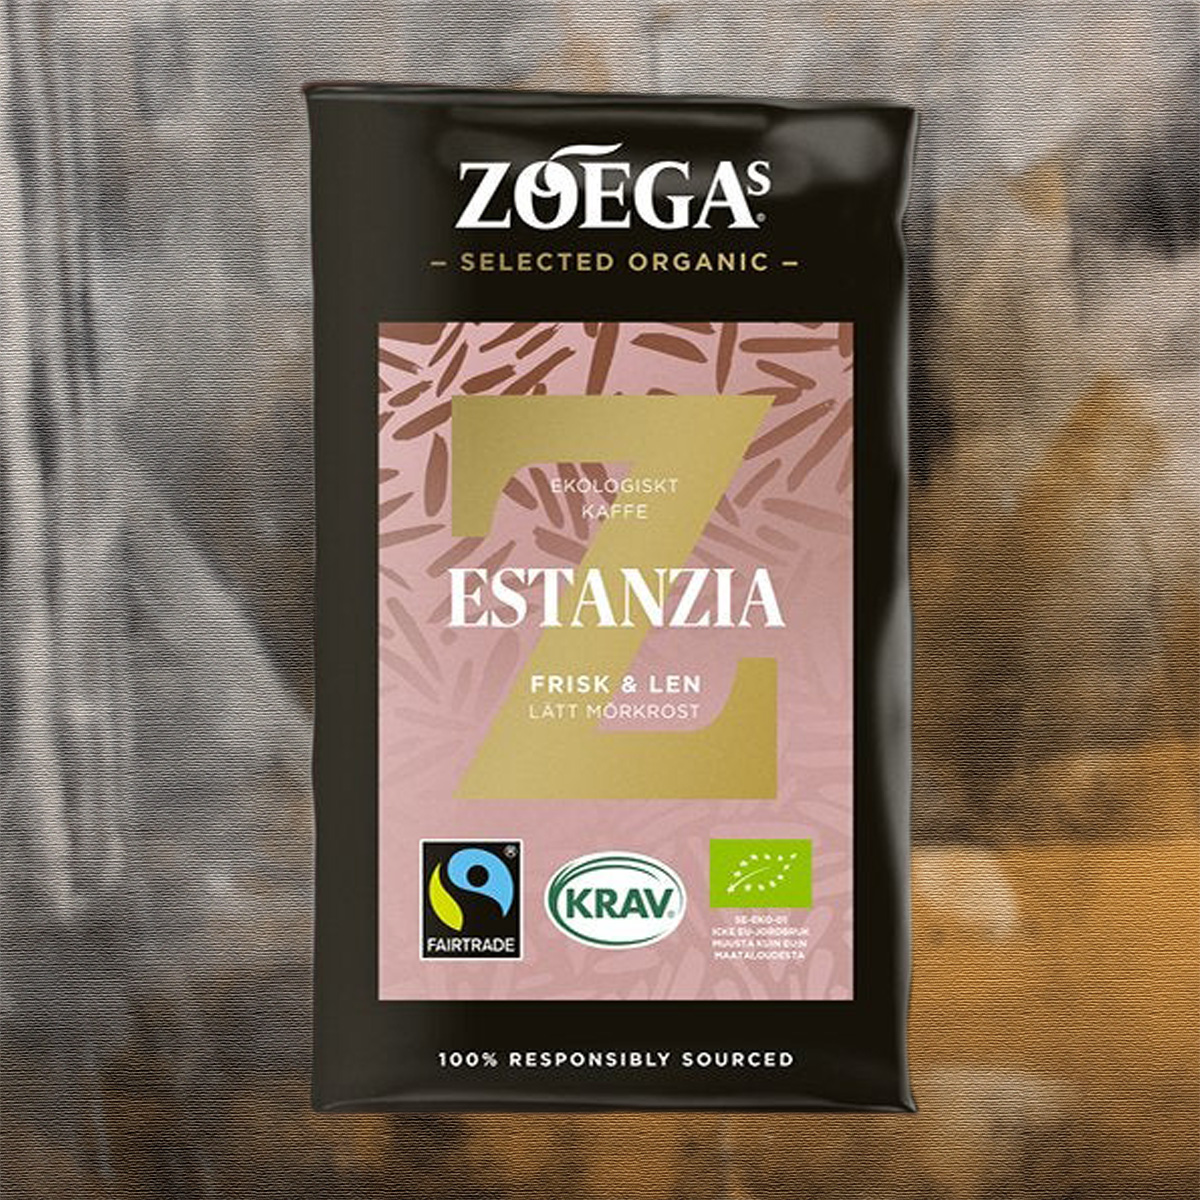 ZOÉGAs®
– SELECTED ORGANIC –
EKOLOGISKT
KAFFE
ESTANZIA
FRISK & LEN
LÄTT MÖRKROST
®
FAIRTRADE
KRAV®
SE-EKO-01
ICKE EU-JORDBRUK
MUUSTA KUIN EU:N
MAATALOUDESTA
100% RESPONSIBLY SOURCED